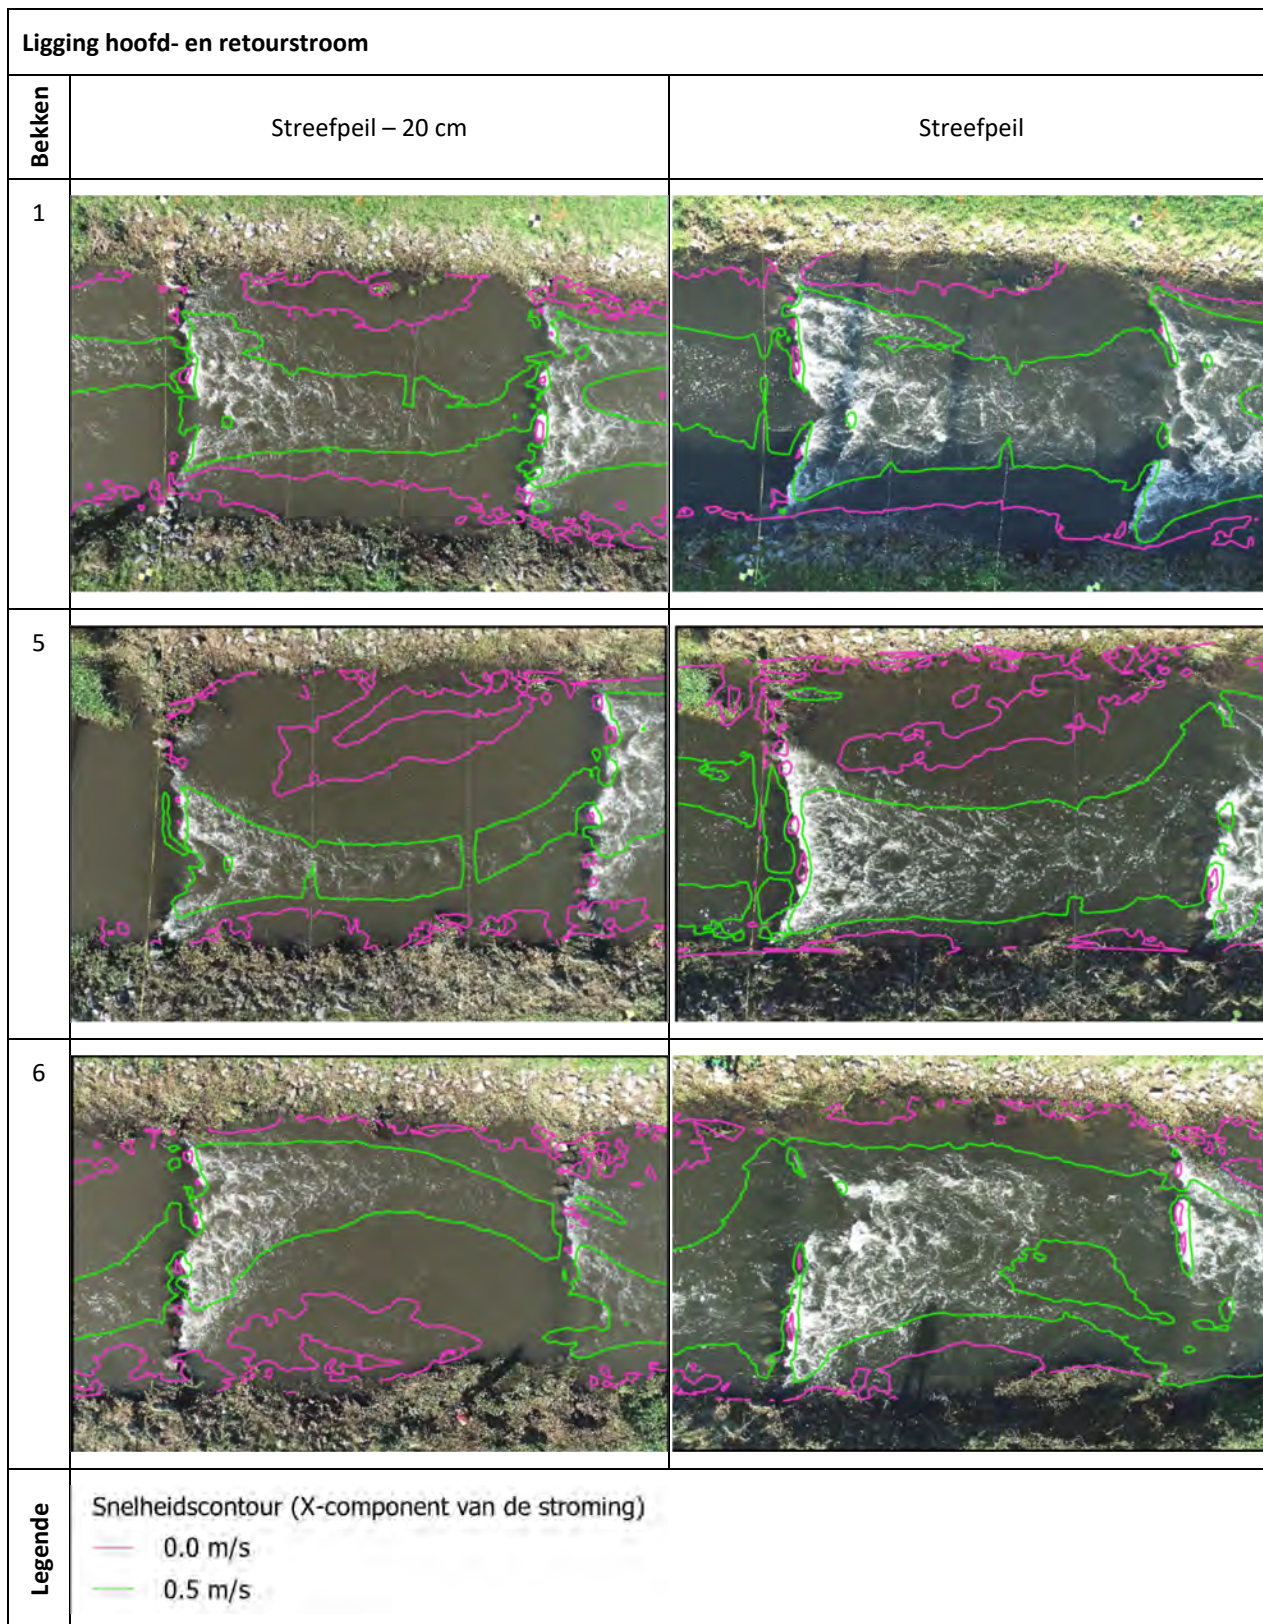 Ligging hoofd- en retourstroom
Bekken
Streefpeil – 20 cm
Streefpeil
1
5
6
Legende
Snelheidscontour (X-component van de stroming)
0.0 m/s
0.5 m/s